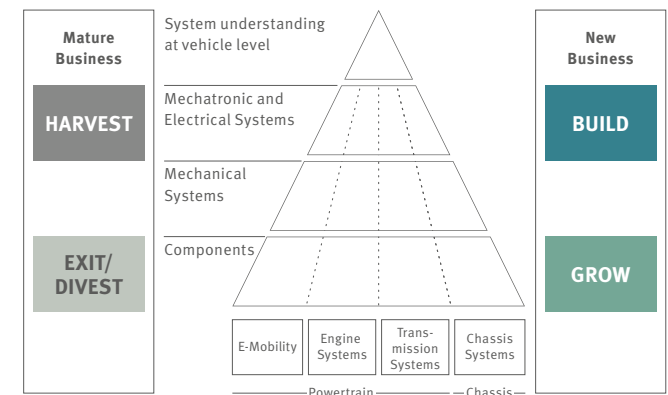 Mature
Business
HARVEST
EXIT/
DIVEST
System understanding
at vehicle level
Mechatronic and
Electrical Systems
Mechanical
Systems
Components
E-Mobility
Engine
Systems
Trans-
mission
Systems
Chassis
Systems
Powertrain
Chassis
New
Business
BUILD
GROW